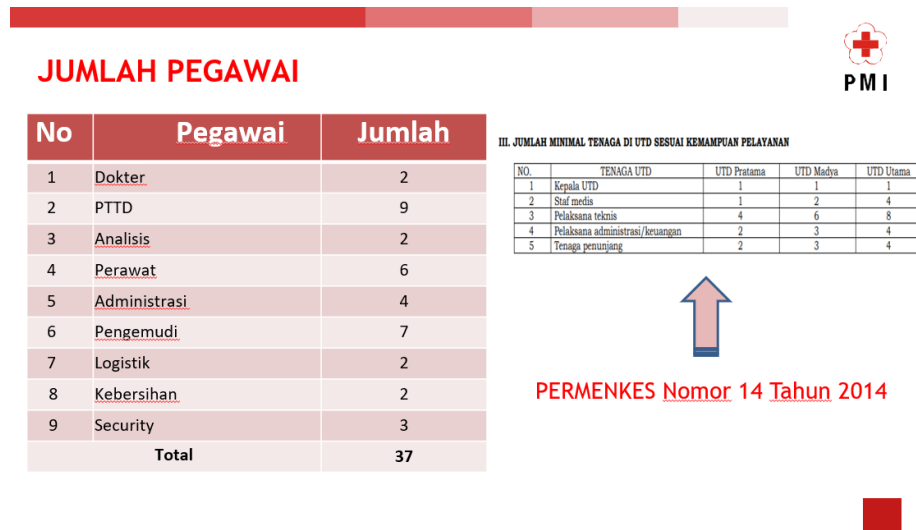 JUMLAH PEGAWAI
PMI
No Pegawai Jumlah
1 Dokter 2
2 PTTD 9
3 Analisis 2
4 Perawat 6
5 Administrasi 4
6 Pengemudi 7
7 Logistik 2
8 Kebersihan 2
9 Security 3
Total 37
III. JUMLAH MINIMAL TENAGA DI UTD SESUAI KEMAMPUAN PELAYANAN
NO. TENAGA UTD UTD Pratama UTD Madya UTD Utama
1 Kepala UTD 1 1 1
2 Staf medis 1 2 4
3 Pelaksana teknis 4 6 8
4 Pelaksana administrasi/keuangan 2 3 4
5 Tenaga penunjang 2 3 4
PERMENKES Nomor 14 Tahun 2014